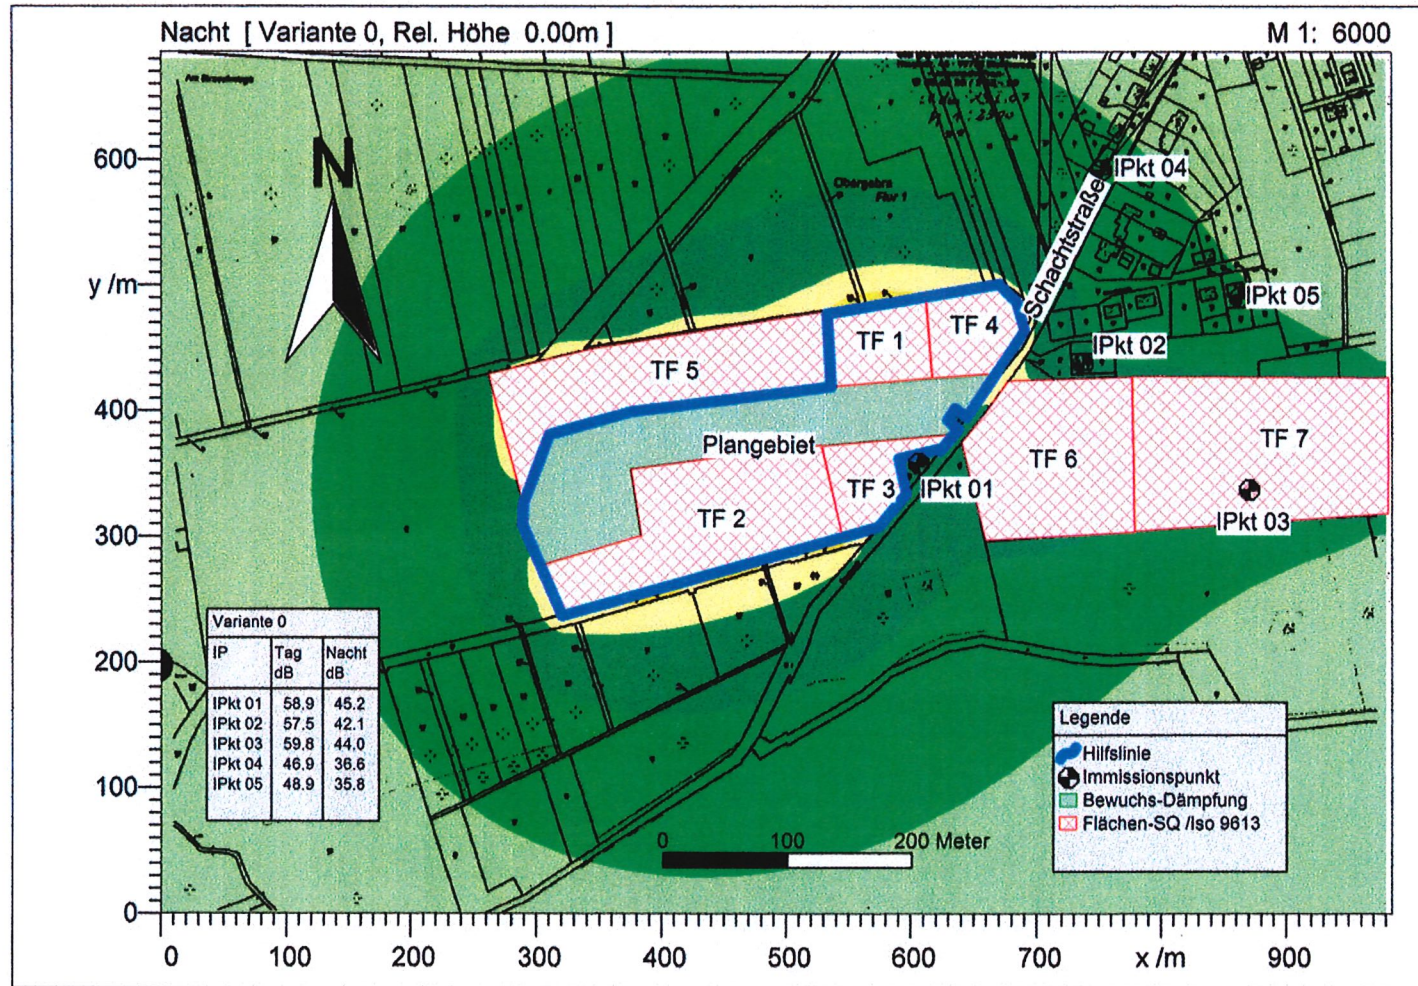 Nacht [ Variante 0, Rel. Höhe 0.00m ]
M 1: 6000
600
y /m
400
300
200
100
0
0 100 200 300 400 500 600 700 x /m 900
N
Obergebra
Flur 1
Schachtstraße
IPkt 04
IPkt 05
IPkt 02
TF 1
TF 4
TF 5
Plangebiet
TF 6
TF 7
TF 3
IPkt 01
TF 2
IPkt 03
Variante 0
IP Tag Nacht
dB dB
IPkt 01 58.9 45.2
IPkt 02 57.5 42.1
IPkt 03 59.8 44.0
IPkt 04 46.9 36.6
IPkt 05 48.9 35.8
0 100 200 Meter
Legende
Hilfslinie
Immissionspunkt
Bewuchs-Dämpfung
Flächen-SQ /Iso 9613